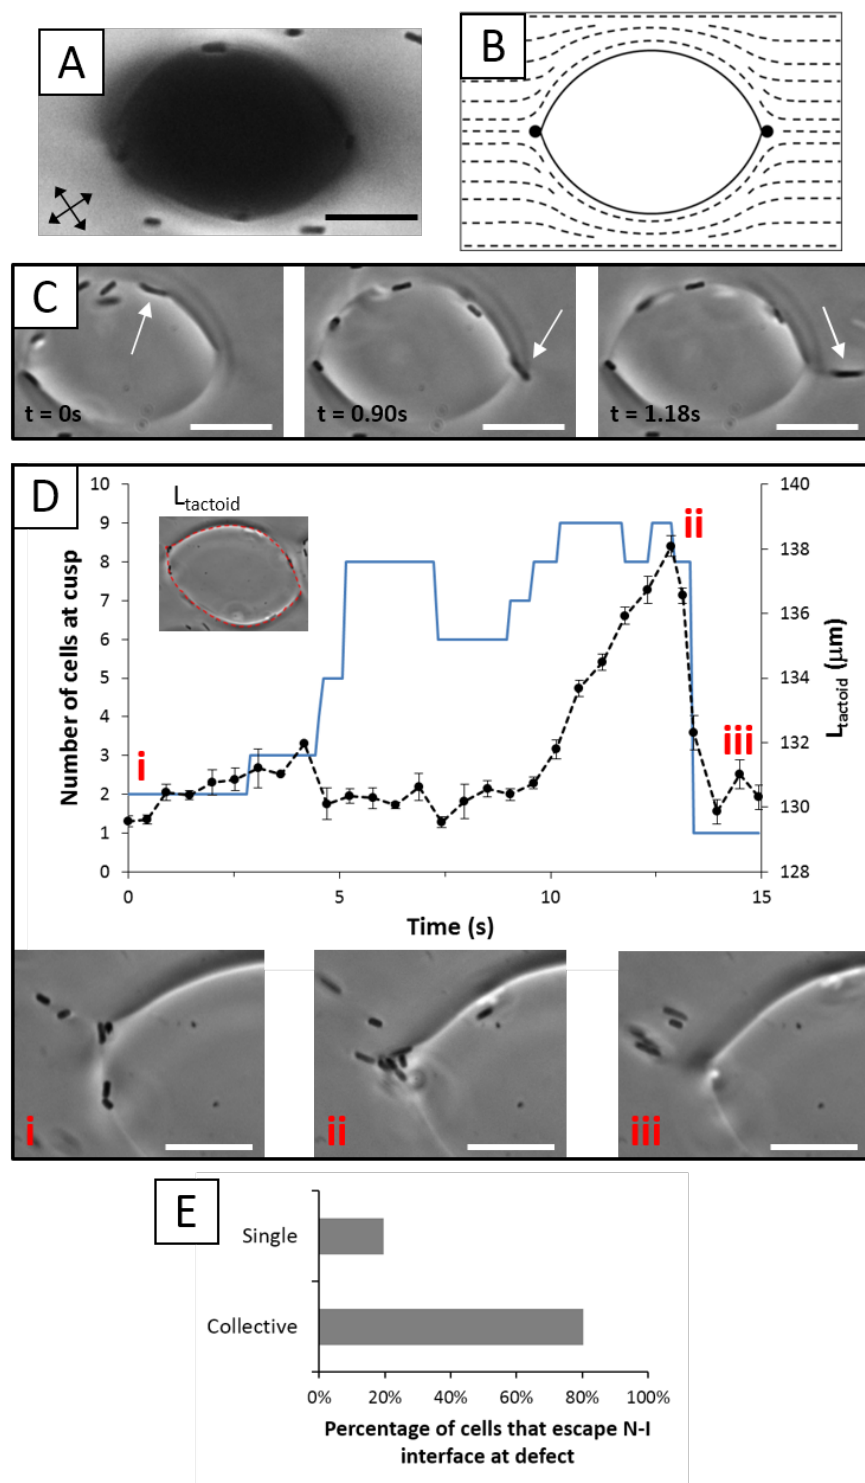 A
B
C
t = 0s
t = 0.90s
t = 1.18s
D
L tactoid
Number of cells at cusp
10
9
8
7
6
5
4
3
2
1
0
i
ii
iii
140
138
136
134
132
130
128
L tactoid (μm)
0
5
10
15
Time (s)
i
ii
iii
E
Single
Collective
0% 20% 40% 60% 80% 100%
Percentage of cells that escape N-I
interface at defect